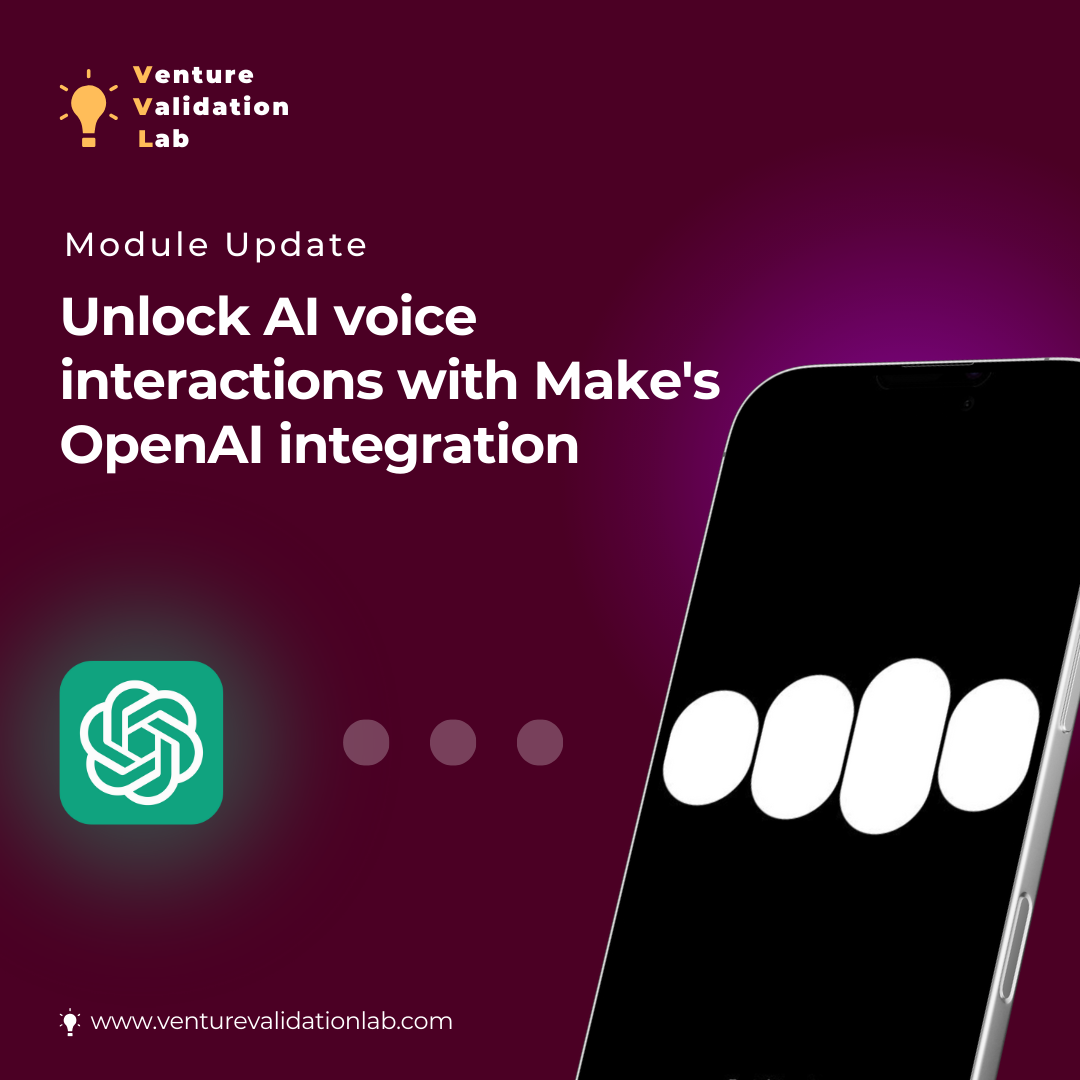 Venture
Validation
Lab
Module Update
Unlock AI voice
interactions with Make's
OpenAI integration
www.venturevalidationlab.com